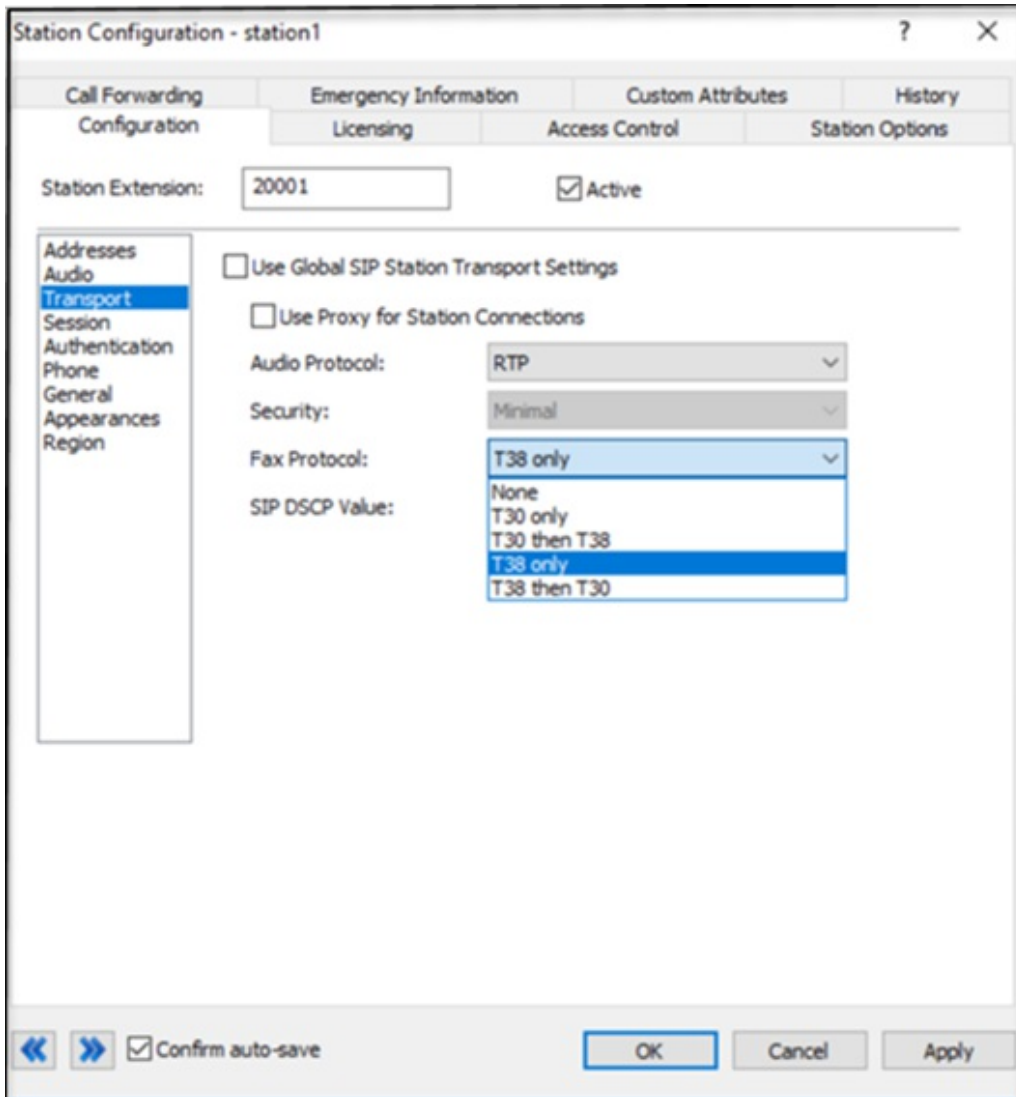 Station Configuration - station1 ? ×
Call Forwarding Emergency Information Custom Attributes History
Configuration Licensing Access Control Station Options
Station Extension: 20001 Active
Addresses
Audio
Transport
Session
Authentication
Phone
General
Appearances
Region
Use Global SIP Station Transport Settings
Use Proxy for Station Connections
Audio Protocol: RTP
Security: Minimal
Fax Protocol: T38 only
SIP DSCP Value:
None
T30 only
T30 then T38
T38 only
T38 then T30
Confirm auto-save OK Cancel Apply